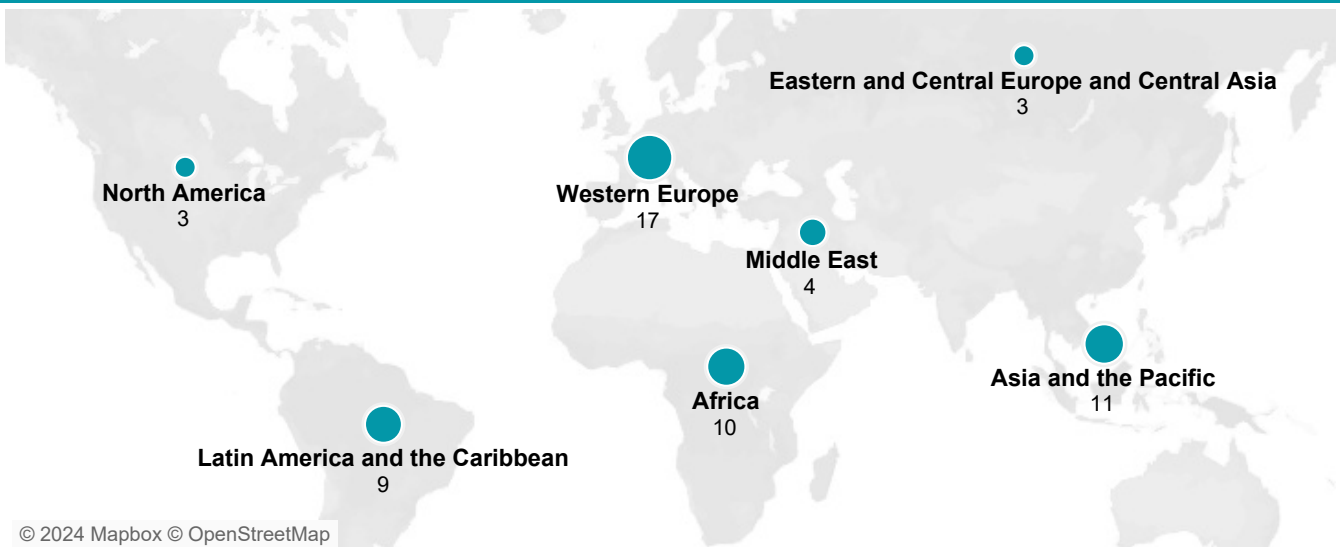 Eastern and Central Europe and Central Asia
3
North America
3
Western Europe
17
Middle East
4
Asia and the Pacific
11
Africa
10
Latin America and the Caribbean
9
© 2024 Mapbox © OpenStreetMap